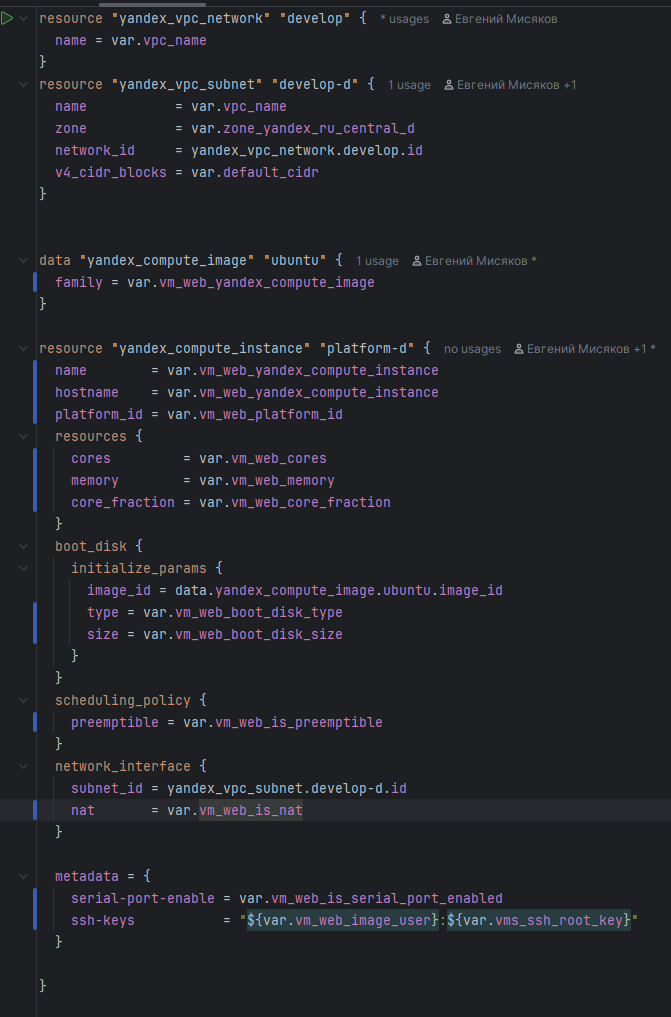 resource "yandex_vpc_network" "develop" {  * usages  Евгений Мисяков
  name = var.vpc_name
}
resource "yandex_vpc_subnet" "develop-d" {  1 usage  Евгений Мисяков +1
  name           = var.vpc_name
  zone           = var.zone_yandex_ru_central_d
  network_id     = yandex_vpc_network.develop.id
  v4_cidr_blocks = var.default_cidr
}
data "yandex_compute_image" "ubuntu" {  1 usage  Евгений Мисяков *
  family = var.vm_web_yandex_compute_image
}
resource "yandex_compute_instance" "platform-d" {  no usages  Евгений Мисяков +1 *
  name        = var.vm_web_yandex_compute_instance
  hostname    = var.vm_web_yandex_compute_instance
  platform_id = var.vm_web_platform_id
  resources {
    cores         = var.vm_web_cores
    memory        = var.vm_web_memory
    core_fraction = var.vm_web_core_fraction
  }
  boot_disk {
    initialize_params {
      image_id = data.yandex_compute_image.ubuntu.image_id
      type = var.vm_web_boot_disk_type
      size = var.vm_web_boot_disk_size
    }
  }
  scheduling_policy {
    preemptible = var.vm_web_is_preemptible
  }
  network_interface {
    subnet_id = yandex_vpc_subnet.develop-d.id
    nat       = var.vm_web_is_nat
  }
  metadata = {
    serial-port-enable = var.vm_web_is_serial_port_enabled
    ssh-keys           = "${var.vm_web_image_user}:${var.vms_ssh_root_key}"
  }
}